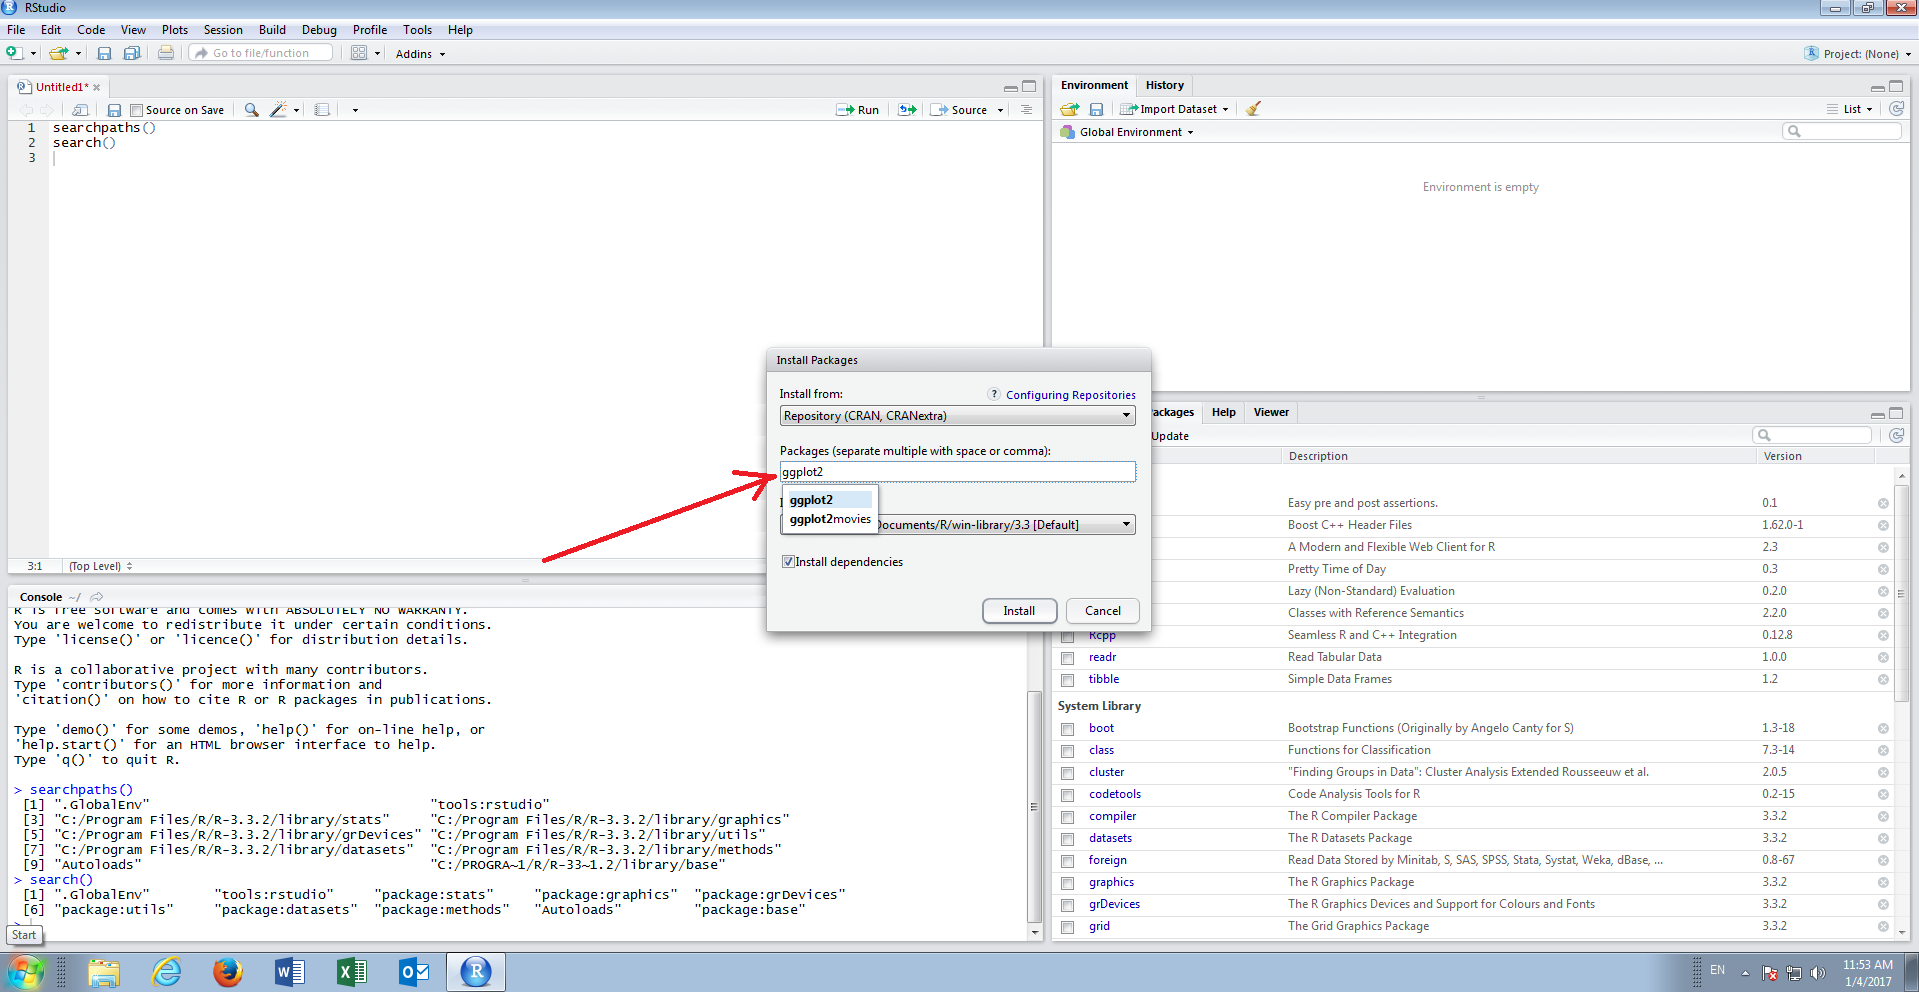 RStudio
File Edit Code View Plots Session Build Debug Profile Tools Help
Go to file/function Addins Project: (None)
Untitled1*
Source on Save Run Source
1 searchpaths()
2 search()
3
3:1 (Top Level)
Environment History
Import Dataset List
Global Environment
Environment is empty
Install Packages
Install from: ? Configuring Repositories
Repository (CRAN, CRANextra)
Packages (separate multiple with space or comma):
ggplot2
ggplot2
ggplot2movies
Documents/R/win-library/3.3 [Default]
Install dependencies
Install Cancel
Console ~/
R is free software and comes with ABSOLUTELY NO WARRANTY.
You are welcome to redistribute it under certain conditions.
Type 'license()' or 'licence()' for distribution details.
R is a collaborative project with many contributors.
Type 'contributors()' for more information and
'citation()' on how to cite R or R packages in publications.
Type 'demo()' for some demos, 'help()' for on-line help, or
'help.start()' for an HTML browser interface to help.
Type 'q()' to quit R.
> searchpaths()
[1] ".GlobalEnv" "tools:rstudio"
[3] "C:/Program Files/R/R-3.3.2/library/stats" "C:/Program Files/R/R-3.3.2/library/graphics"
[5] "C:/Program Files/R/R-3.3.2/library/grDevices" "C:/Program Files/R/R-3.3.2/library/utils"
[7] "C:/Program Files/R/R-3.3.2/library/datasets" "C:/Program Files/R/R-3.3.2/library/methods"
[9] "Autoloads" "C:/PROGRA~1/R/R-33~1.2/library/base"
> search()
[1] ".GlobalEnv" "tools:rstudio" "package:stats" "package:graphics" "package:grDevices"
[6] "package:utils" "package:datasets" "package:methods" "Autoloads" "package:base"
>
Start
ackages Help Viewer
Update
Description Version
Easy pre and post assertions. 0.1
Boost C++ Header Files 1.62.0-1
A Modern and Flexible Web Client for R 2.3
Pretty Time of Day 0.3
Lazy (Non-Standard) Evaluation 0.2.0
Classes with Reference Semantics 2.2.0
Rcpp Seamless R and C++ Integration 0.12.8
readr Read Tabular Data 1.0.0
tibble Simple Data Frames 1.2
System Library
boot Bootstrap Functions (Originally by Angelo Canty for S) 1.3-18
class Functions for Classification 7.3-14
cluster "Finding Groups in Data": Cluster Analysis Extended Rousseeuw et al. 2.0.5
codetools Code Analysis Tools for R 0.2-15
compiler The R Compiler Package 3.3.2
datasets The R Datasets Package 3.3.2
foreign Read Data Stored by Minitab, S, SAS, SPSS, Stata, Systat, Weka, dBase, ... 0.8-67
graphics The R Graphics Package 3.3.2
grDevices The R Graphics Devices and Support for Colours and Fonts 3.3.2
grid The Grid Graphics Package 3.3.2
EN 11:53 AM
1/4/2017